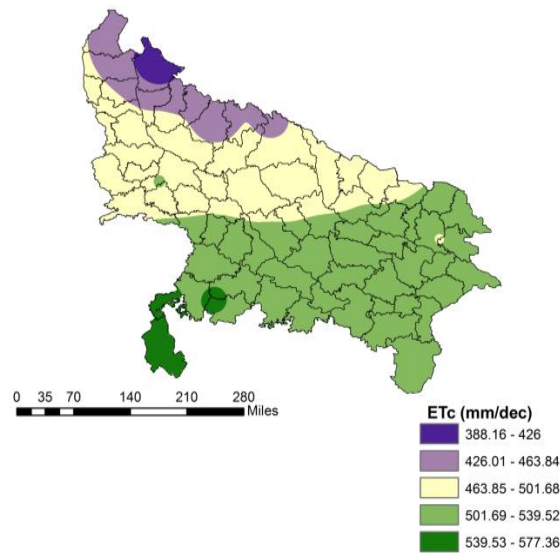 0 35 70 140 210 280
Miles
ETc (mm/dec)
388.16 - 426
426.01 - 463.84
463.85 - 501.68
501.69 - 539.52
539.53 - 577.36